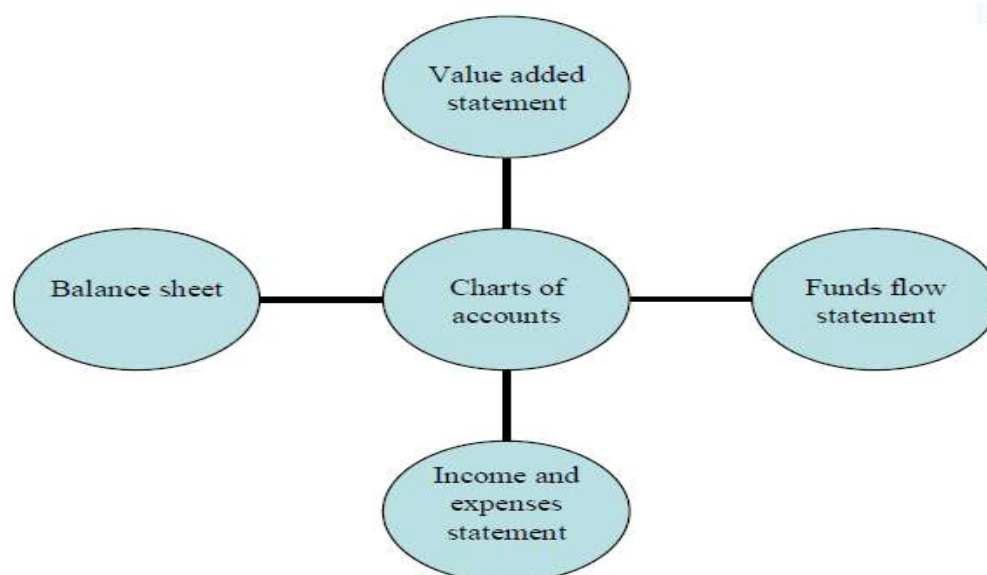 Value added
statement
Balance sheet
Charts of
accounts
Funds flow
statement
Income and
expenses
statement